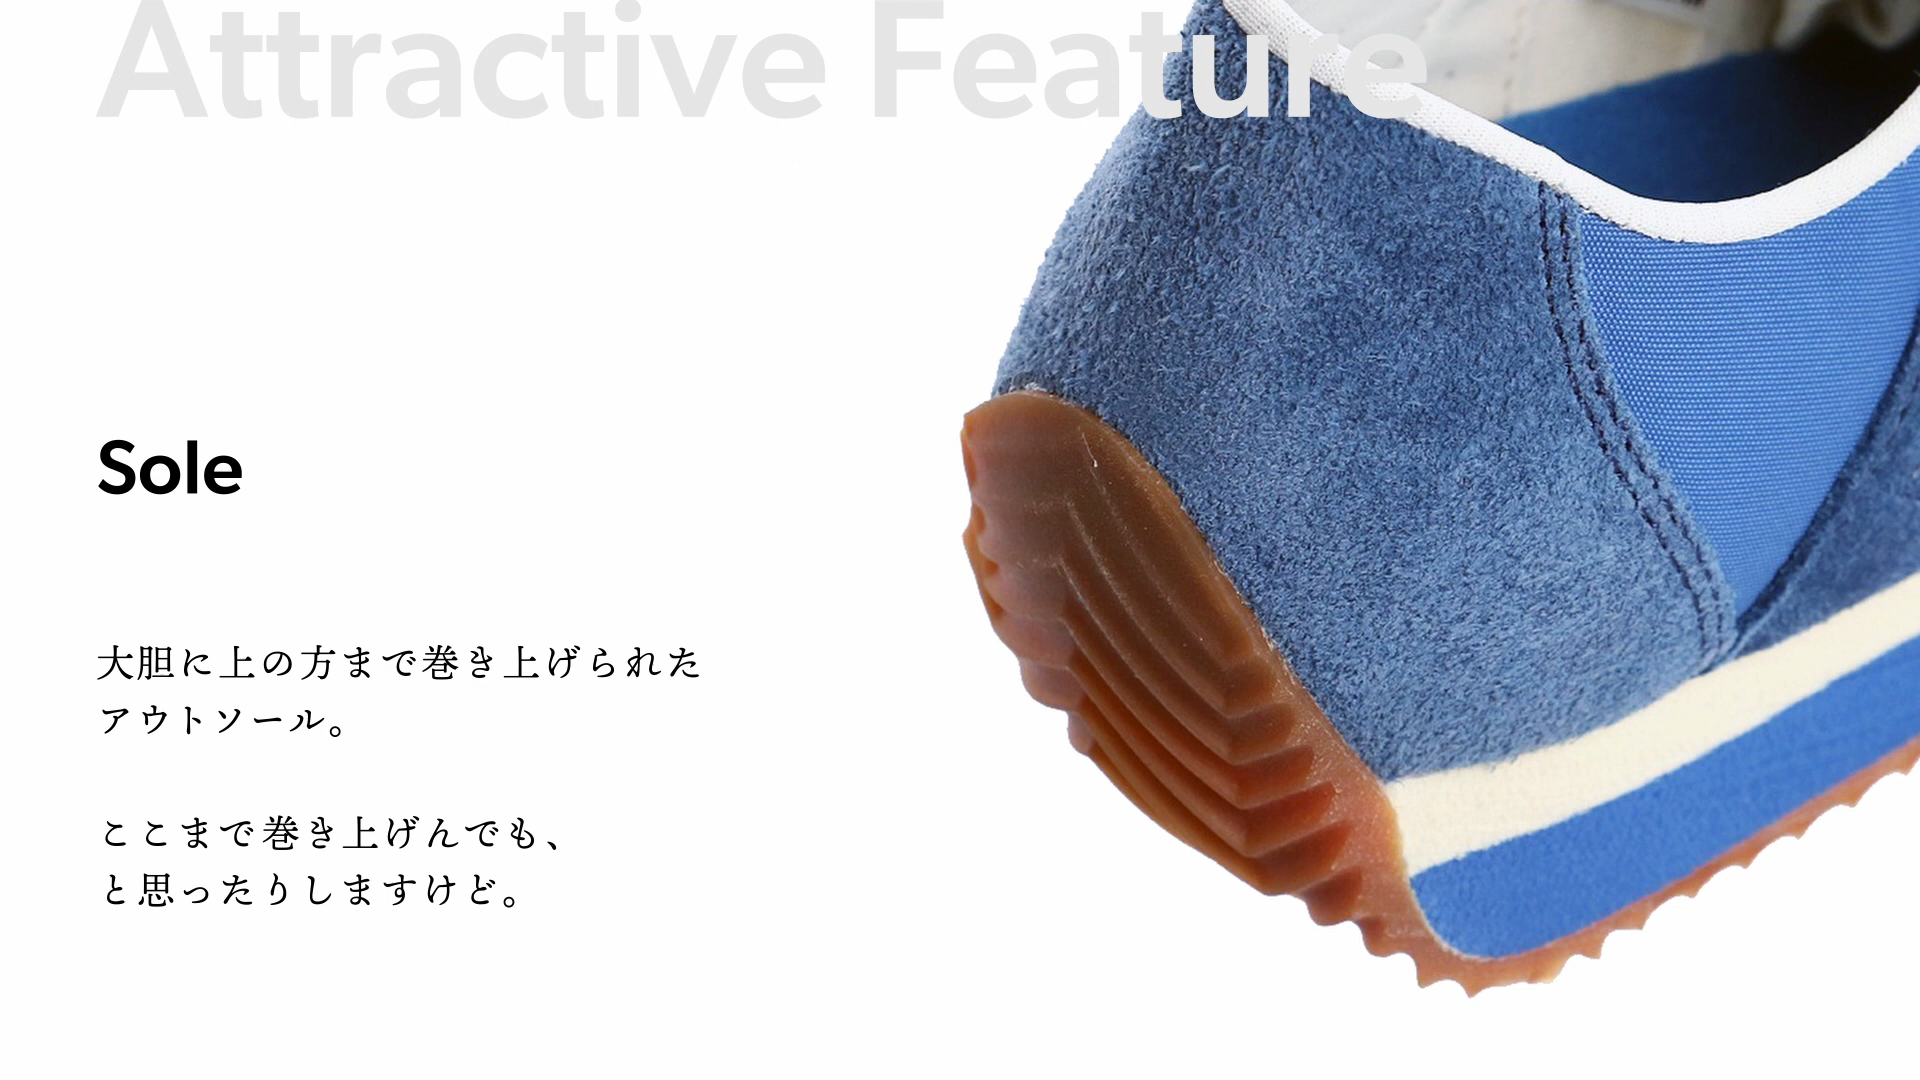 Attractive Feature
Sole
大胆に上の方まで巻き上げられた
アウトソール。
ここまで巻き上げんでも、
と思ったりしますけど。